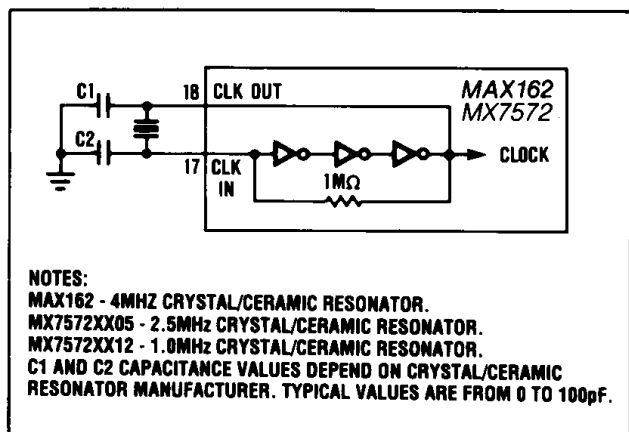 C1
18
CLK OUT
MAX162
MX7572
C2
17
CLK
IN
1MΩ
CLOCK
NOTES:
MAX162 - 4MHZ CRYSTAL/CERAMIC RESONATOR.
MX7572XX05 - 2.5MHz CRYSTAL/CERAMIC RESONATOR.
MX7572XX12 - 1.0MHz CRYSTAL/CERAMIC RESONATOR.
C1 AND C2 CAPACITANCE VALUES DEPEND ON CRYSTAL/CERAMIC
RESONATOR MANUFACTURER. TYPICAL VALUES ARE FROM 0 TO 100pF.